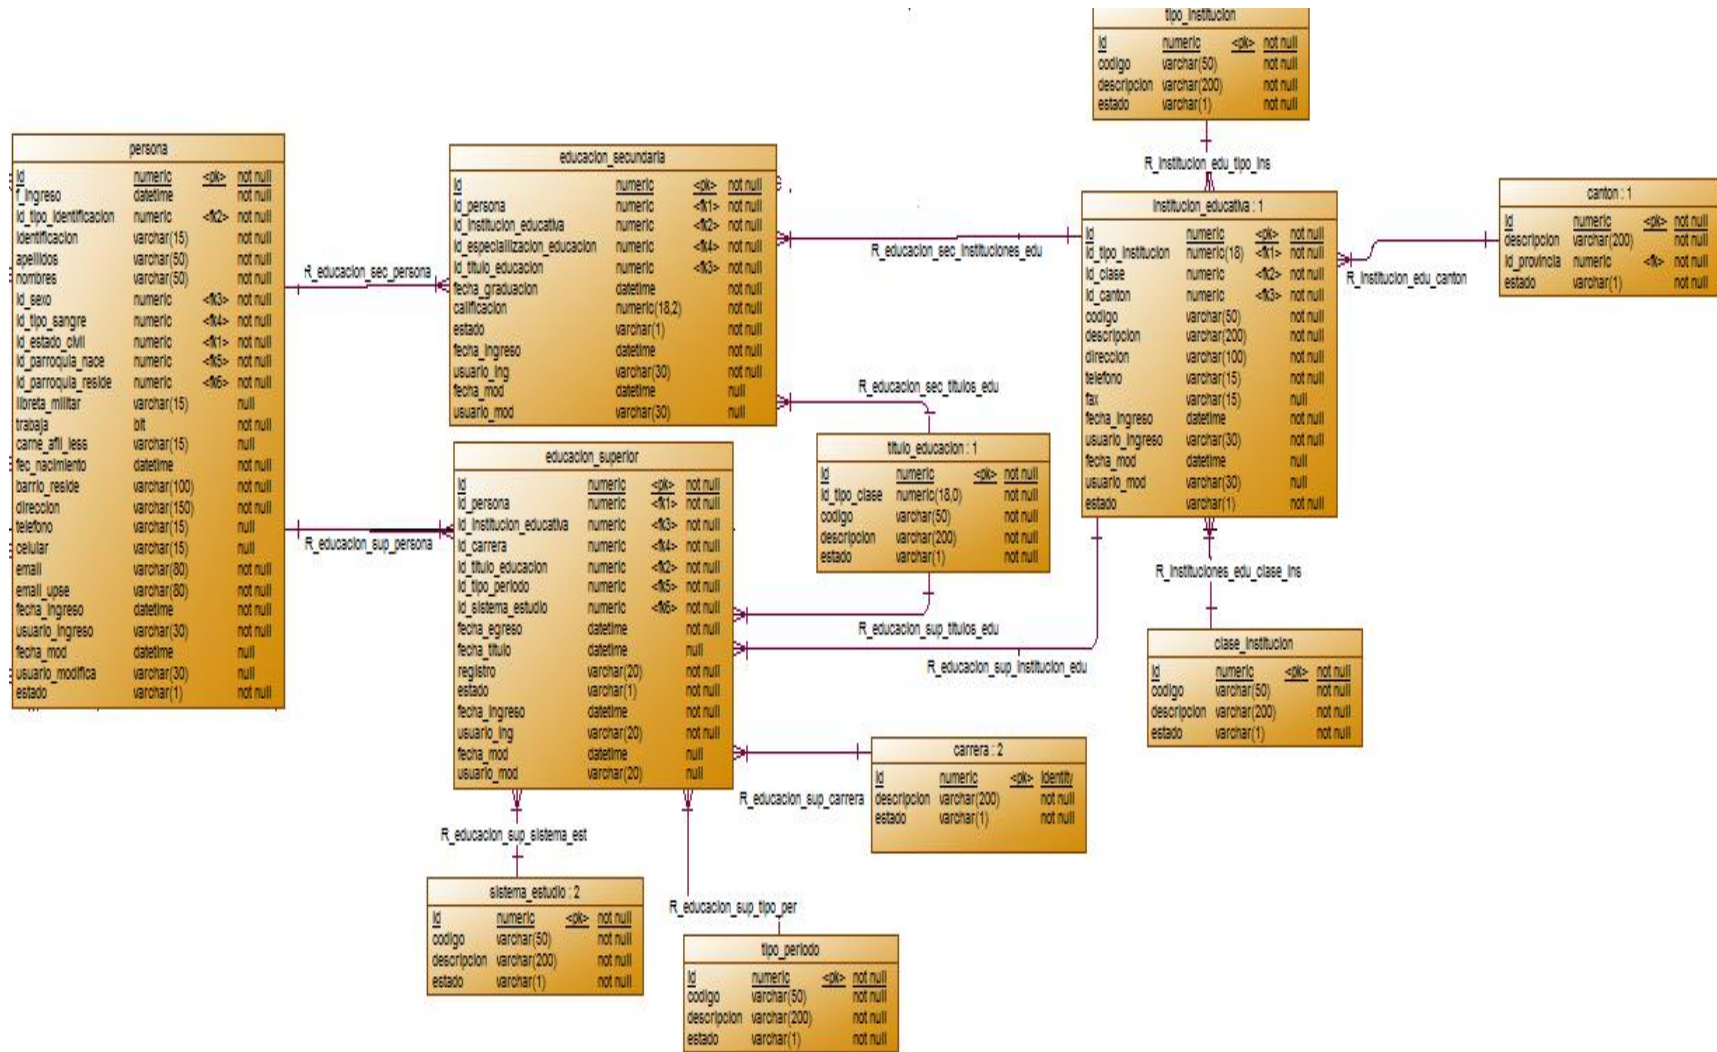 tipo_institucion
id numeric <pk> not null
codigo varchar(50) not null
descripcion varchar(200) not null
estado varchar(1) not null
R_institucion_edu_tipo_ins
persona
id numeric <pk> not null
f_ingreso datetime not null
id_tipo_identificacion numeric <fk2> not null
identificacion varchar(15) not null
apellidos varchar(50) not null
nombres varchar(50) not null
id_sexo numeric <fk3> not null
id_tipo_sangre numeric <fk4> not null
id_estado_civil numeric <fk1> not null
id_parroquia_nace numeric <fk5> not null
id_parroquia_reside numeric <fk6> not null
libreta_militar varchar(15) null
trabaja bit not null
carne_afil_iess varchar(15) null
fec_nacimiento datetime not null
barrio_reside varchar(100) not null
direccion varchar(150) not null
telefono varchar(15) null
celular varchar(15) null
email varchar(80) not null
email_upse varchar(80) not null
fecha_ingreso datetime not null
usuario_ingreso varchar(30) not null
fecha_mod datetime null
usuario_modifica varchar(30) null
estado varchar(1) not null
R_educacion_sec_persona
R_educacion_sup_persona
educacion_secundaria
id numeric <pk> not null
id_persona numeric <fk1> not null
id_institucion_educativa numeric <fk2> not null
id_especiallizacion_educacion numeric <fk4> not null
id_titulo_educacion numeric <fk3> not null
fecha_graduacion datetime not null
calificacion numeric(18,2) not null
estado varchar(1) not null
fecha_ingreso datetime not null
usuario_ing varchar(30) not null
fecha_mod datetime null
usuario_mod varchar(30) null
R_educacion_sec_instituciones_edu
R_educacion_sec_titulos_edu
institucion_educativa : 1
id numeric <pk> not null
id_tipo_institucion numeric(18) <fk1> not null
id_clase numeric <fk2> not null
id_canton numeric <fk3> not null
codigo varchar(50) not null
descripcion varchar(200) not null
direccion varchar(100) not null
telefono varchar(15) not null
fax varchar(15) null
fecha_ingreso datetime not null
usuario_ingreso varchar(30) not null
fecha_mod datetime null
usuario_mod varchar(30) null
estado varchar(1) not null
canton : 1
id numeric <pk> not null
descripcion varchar(200) not null
id_provincia numeric <fk> not null
estado varchar(1) not null
R_institucion_edu_canton
educacion_superior
id numeric <pk> not null
id_persona numeric <fk1> not null
id_institucion_educativa numeric <fk3> not null
id_carrera numeric <fk4> not null
id_titulo_educacion numeric <fk2> not null
id_tipo_periodo numeric <fk5> not null
id_sistema_estudio numeric <fk6> not null
fecha_egreso datetime not null
fecha_titulo datetime null
registro varchar(20) not null
estado varchar(1) not null
fecha_ingreso datetime not null
usuario_ing varchar(20) not null
fecha_mod datetime null
usuario_mod varchar(20) null
titulo_educacion : 1
id numeric <pk> not null
id_tipo_clase numeric(18,0) not null
codigo varchar(50) not null
descripcion varchar(200) not null
estado varchar(1) not null
R_educacion_sup_titulos_edu
R_educacion_sup_institucion_edu
R_instituciones_edu_clase_ins
clase_institucion
id numeric <pk> not null
codigo varchar(50) not null
descripcion varchar(200) not null
estado varchar(1) not null
carrera : 2
id numeric <pk> identity
descripcion varchar(200) not null
estado varchar(1) not null
R_educacion_sup_carrera
R_educacion_sup_sistema_est
sistema_estudio : 2
id numeric <pk> not null
codigo varchar(50) not null
descripcion varchar(200) not null
estado varchar(1) not null
R_educacion_sup_tipo_per
tipo_periodo
id numeric <pk> not null
codigo varchar(50) not null
descripcion varchar(200) not null
estado varchar(1) not null